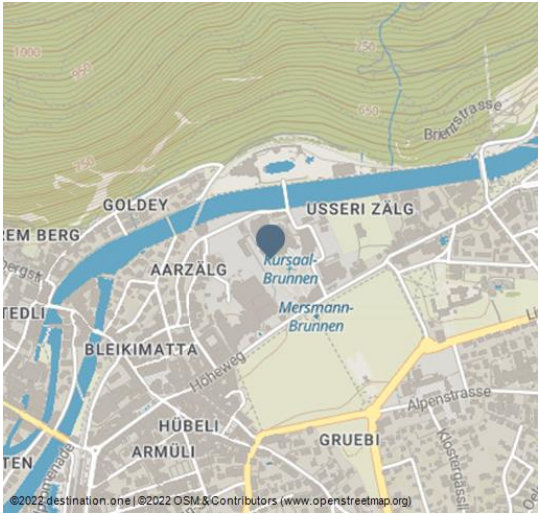 1000
950
850
750
650
Brienzstrasse
GOLDEY
USSERI ZÄLG
REM BERG
AARZÄLG
Kursaal-
Brunnen
Mersmann-
Brunnen
TEDLI
BLEIKIMATTA
Höheweg
Alpenstrasse
HÜBELI
GRUEBI
ARMÜLI
TEN
©2022 destination.one | ©2022 OSM & Contributors (www.openstreetmap.org)